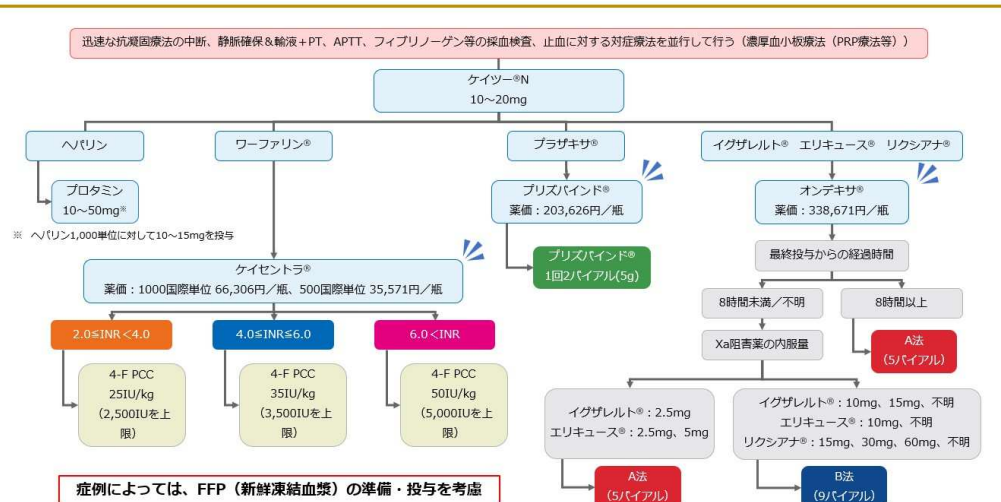 迅速な抗凝固療法の中断、静脈確保＆輸液＋PT、APTT、フィブリノーゲン等の採血検査、止血に対する対症療法を並行して行う（濃厚血小板療法（PRP療法等））
ケイツー®N
10～20mg
ヘパリン
ワーファリン®
プラザキサ®
イグザレルト® エリキュース® リクシアナ®
プロタミン
10～50mg※
※ ヘパリン1,000単位に対して10～15mgを投与
プリズバインド®
薬価：203,626円／瓶
オンデキサ®
薬価：338,671円／瓶
プリズバインド®
1回2バイアル(5g)
最終投与からの経過時間
ケイセントラ®
薬価：1000国際単位 66,306円／瓶、500国際単位 35,571円／瓶
8時間未満／不明
8時間以上
2.0≦INR＜4.0
4.0≦INR≦6.0
6.0＜INR
Xa阻害薬の内服量
A法
（5バイアル）
4-F PCC
25IU/kg
（2,500IUを上
限）
4-F PCC
35IU/kg
（3,500IUを上
限）
4-F PCC
50IU/kg
（5,000IUを上
限）
イグザレルト®：2.5mg
エリキュース®：2.5mg、5mg
イグザレルト®：10mg、15mg、不明
エリキュース®：10mg、不明
リクシアナ®：15mg、30mg、60mg、不明
症例によっては、FFP（新鮮凍結血漿）の準備・投与を考慮
A法
（5バイアル）
B法
（9バイアル）